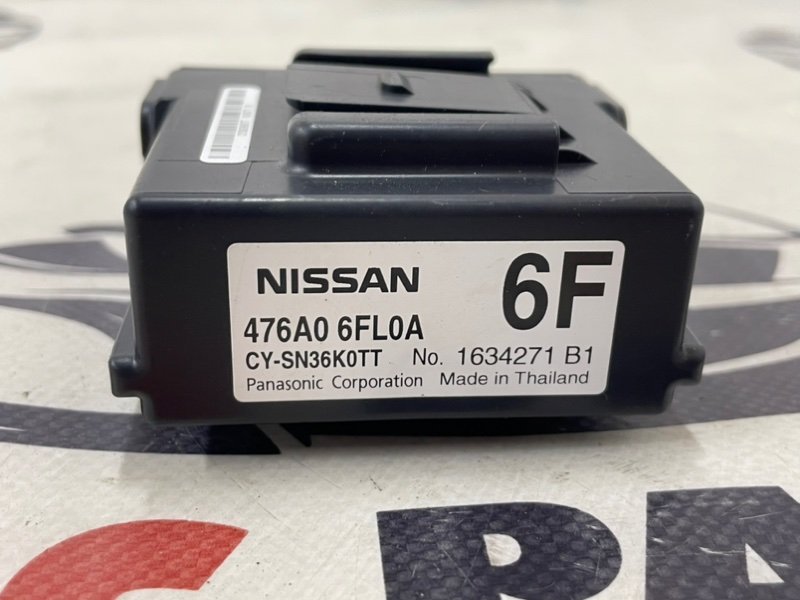 NISSAN
6F
476A0 6FL0A
CY-SN36K0TT No. 1634271 B1
Panasonic Corporation Made in Thailand